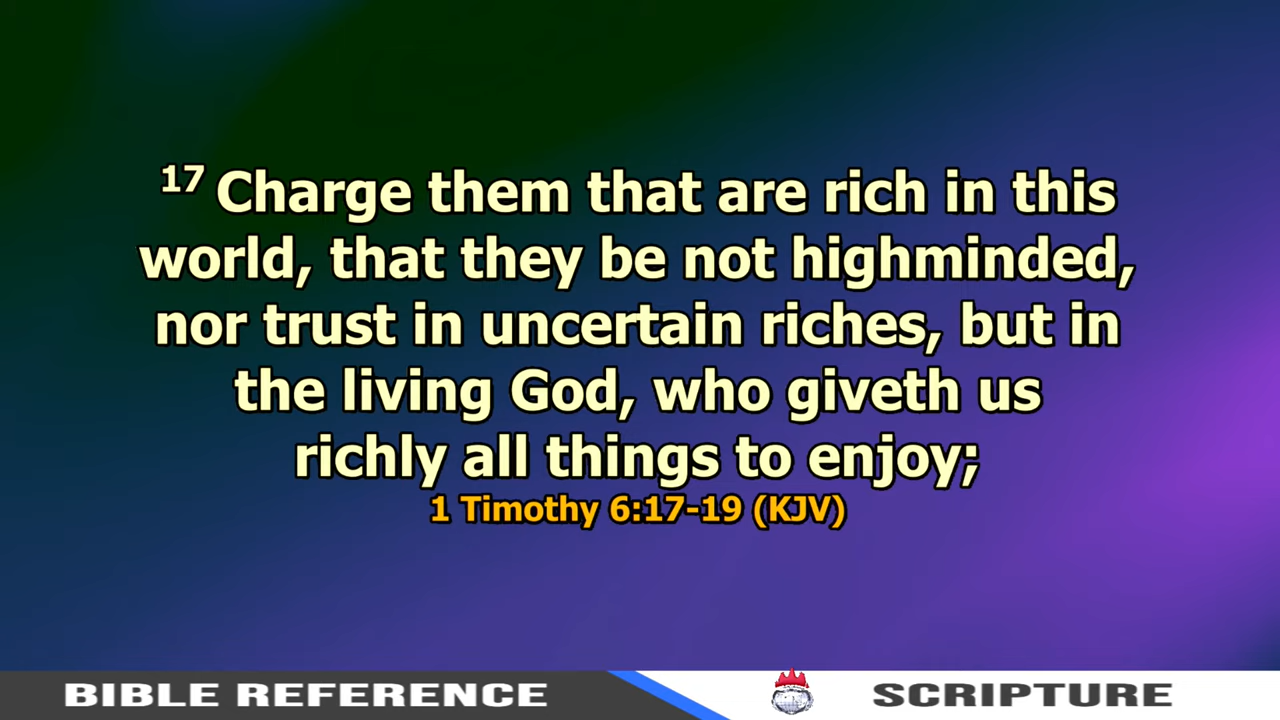 17 Charge them that are rich in this
world, that they be not highminded,
nor trust in uncertain riches, but in
the living God, who giveth us
richly all things to enjoy;
1 Timothy 6:17-19 (KJV)
BIBLE REFERENCE
SCRIPTURE